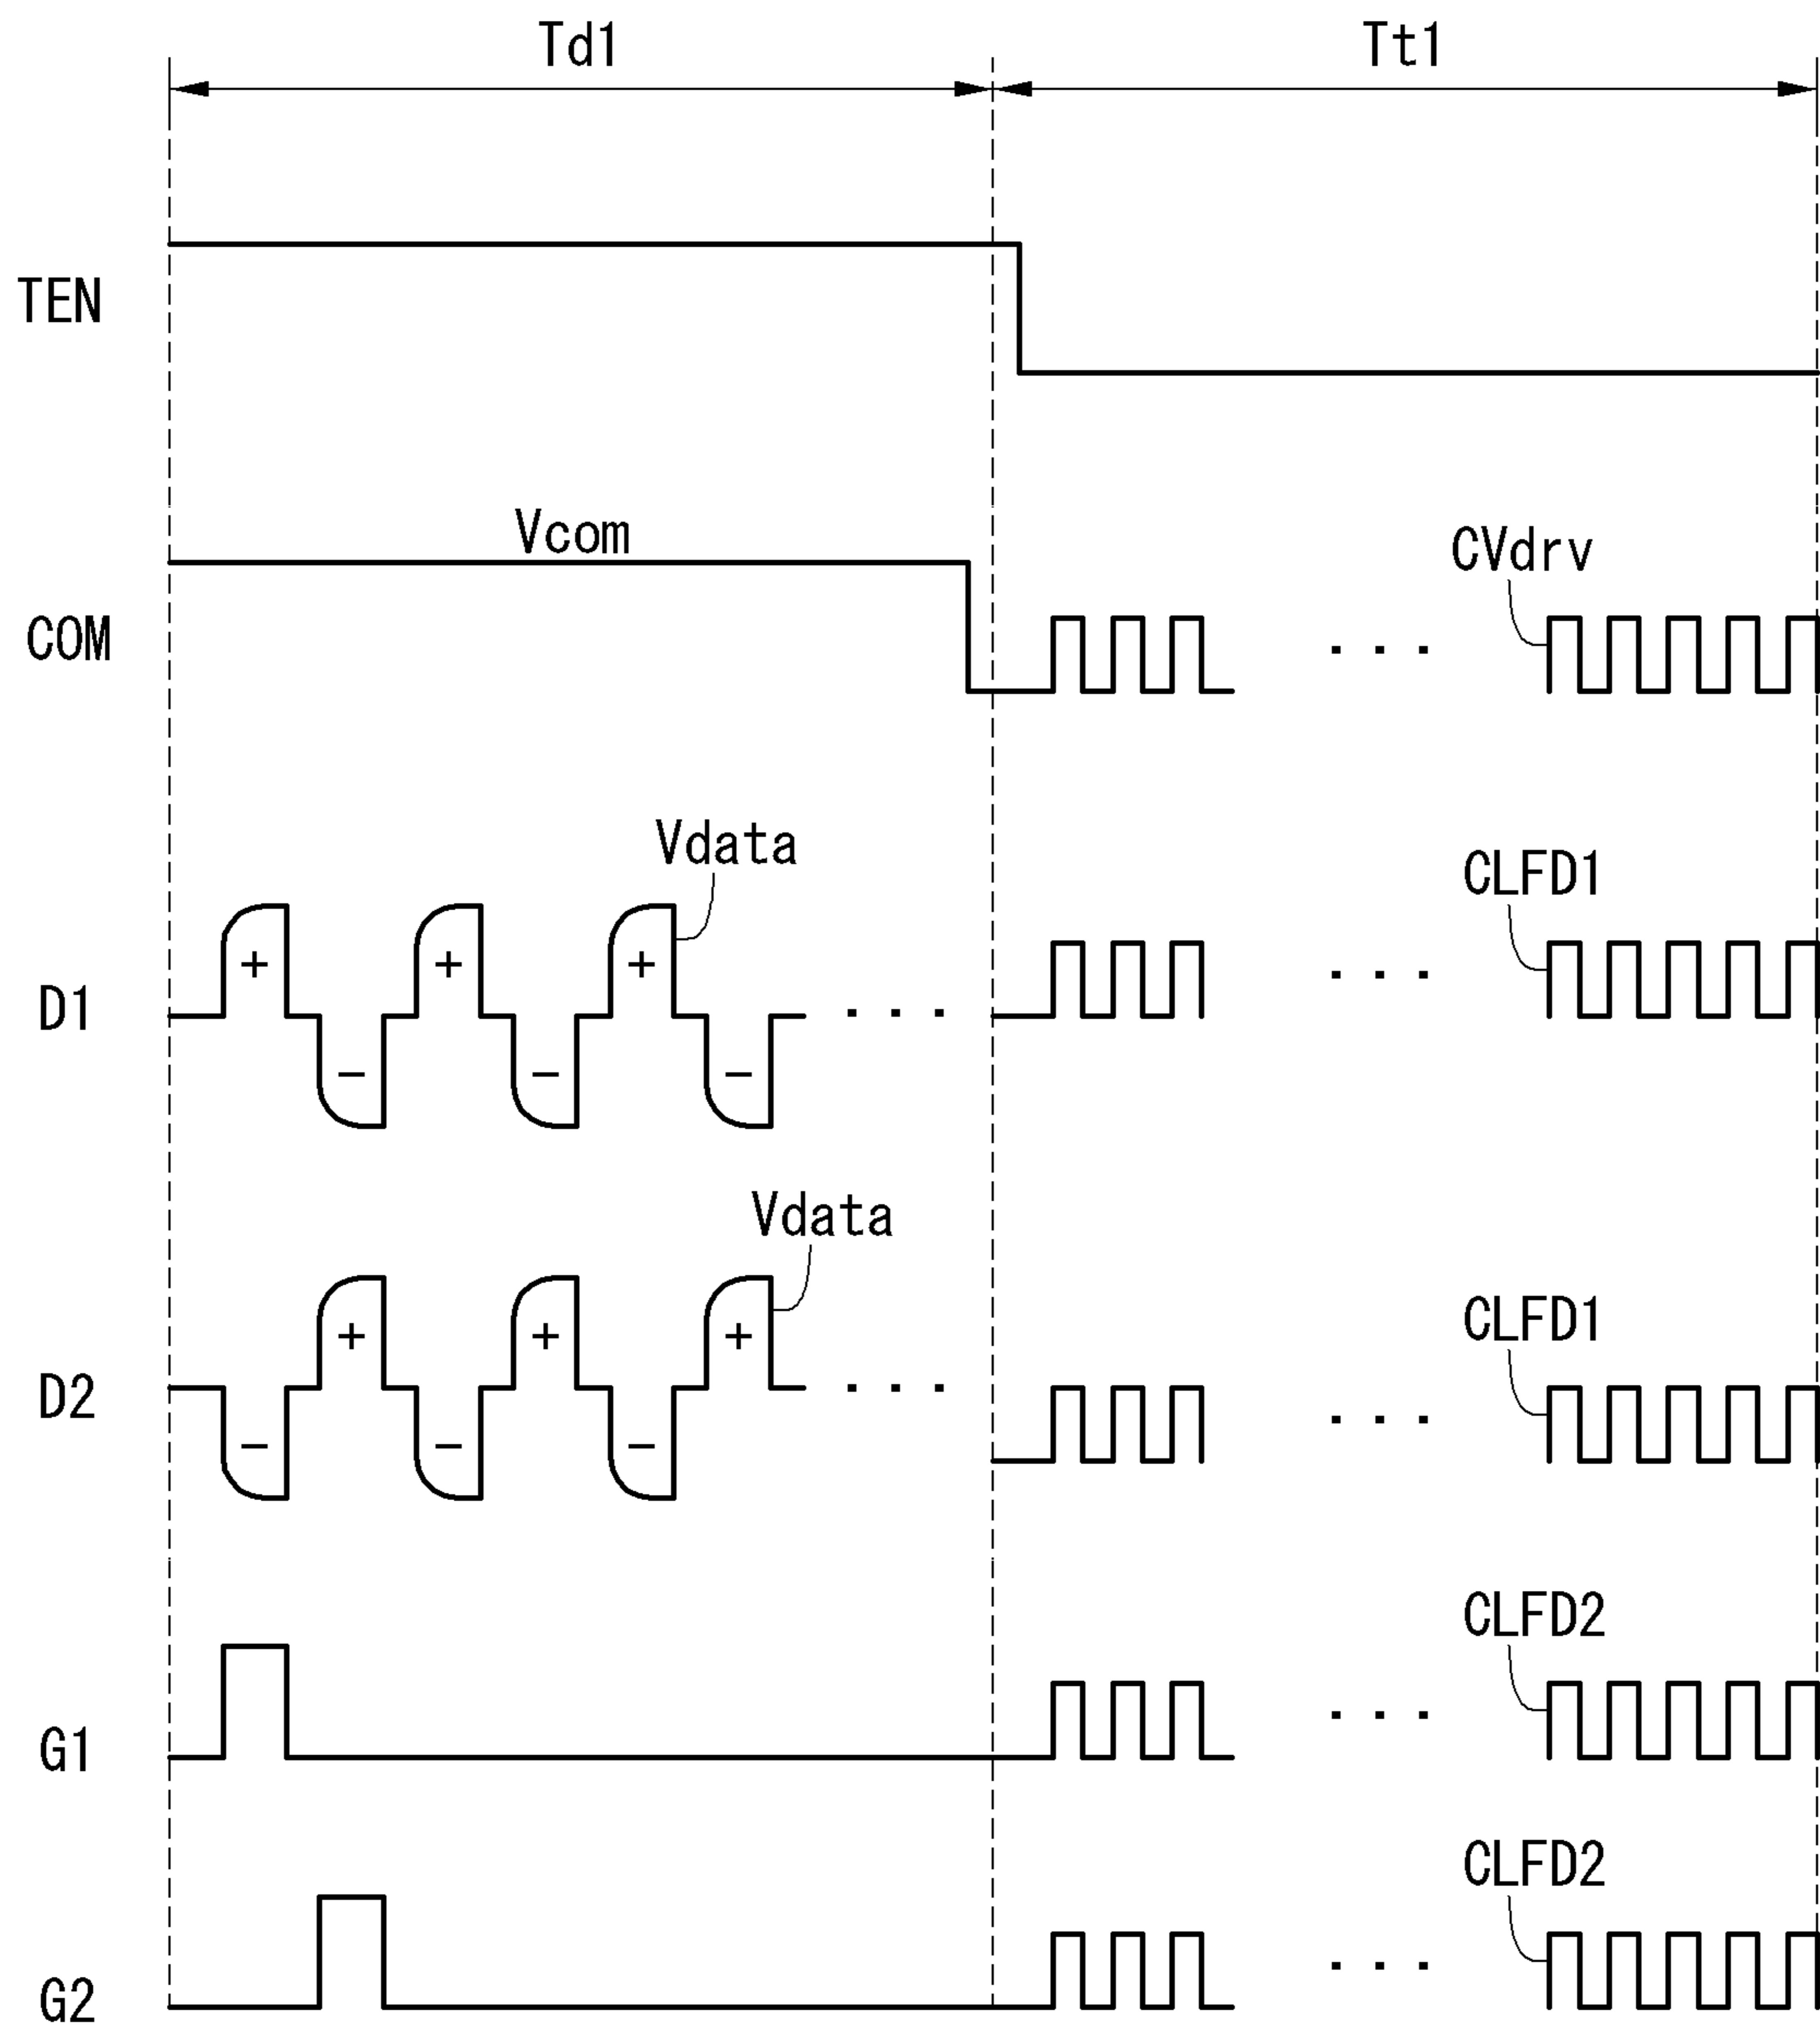 Td1 Tt1
TEN
Vcom
CVdrv
COM
Vdata
CLFD1
+ + +
D1
- - -
Vdata
CLFD1
+ + +
D2
- - -
CLFD2
G1
CLFD2
G2